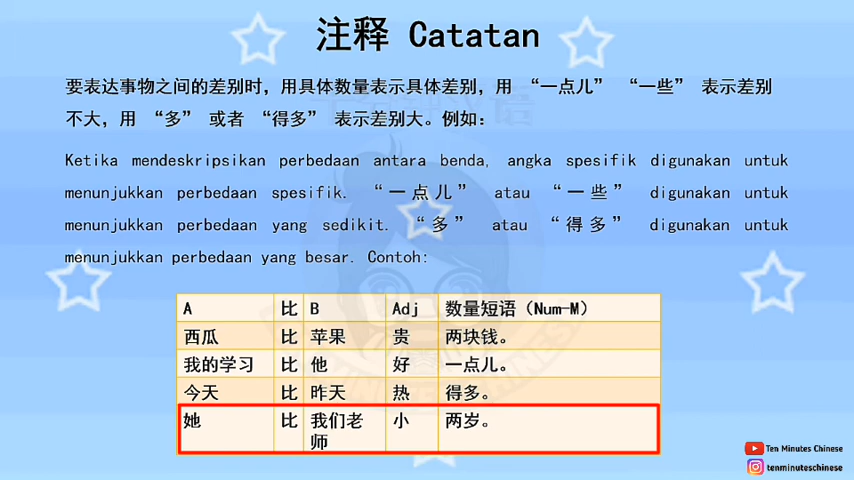 注释 Catatan
要表达事物之间的差别时，用具体数量表示具体差别，用 “一点儿” “一些” 表示差别
不大，用 “多” 或者 “得多” 表示差别大。例如：
Ketika mendeskripsikan perbedaan antara benda, angka spesifik digunakan untuk
menunjukkan perbedaan spesifik. “一点儿” atau “一些” digunakan untuk
menunjukkan perbedaan yang sedikit. “多” atau “得多” digunakan untuk
menunjukkan perbedaan yang besar. Contoh:
A 比 B Adj 数量短语（Num-M）
西瓜 比 苹果 贵 两块钱。
我的学习 比 他 好 一点儿。
今天 比 昨天 热 得多。
她 比 我们老 小 两岁。
师
Ten Minutes Chinese
tenminuteschinese